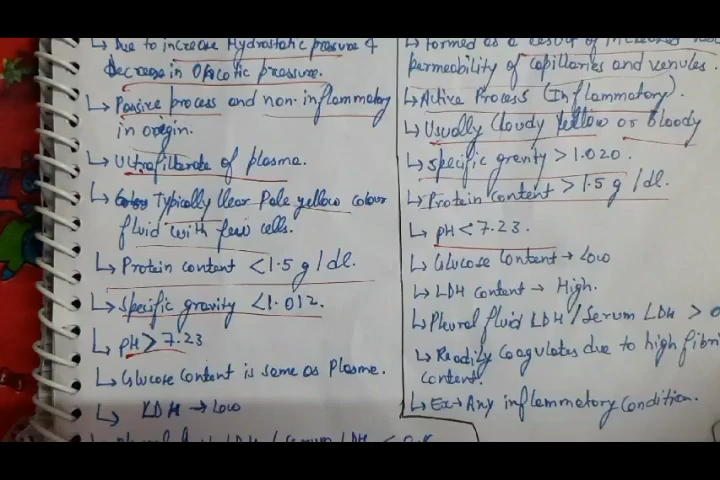 ↳ Due to increase Hydrostatic pressure &
decrease in Opacotic pressure.
↳ Passive process and non-inflammatory
in origin.
↳ Ultrafiltrate of plasma.
↳ Typically clear Pale yellow colour
fluid with few cells.
↳ Protein content < 1.5 g/dl.
↳ Specific gravity < 1.012.
↳ pH > 7.23
↳ Glucose content is same as Plasme.
↳ LDH → Low
↳ formed as a result of increased
permeability of capillaries and venules.
↳ Active Process (Inflammatory).
↳ Usually Cloudy Yellow or bloody
↳ specific gravity > 1.020.
↳ Protein content > 1.5 g/dl.
↳ pH < 7.23.
↳ Glucose Content → Low
↳ LDH content → High.
↳ Pleural fluid LDH / Serum LDH > 0
↳ Readily Coagulates due to high fibri
content.
↳ Ex → Any inflammatory condition.